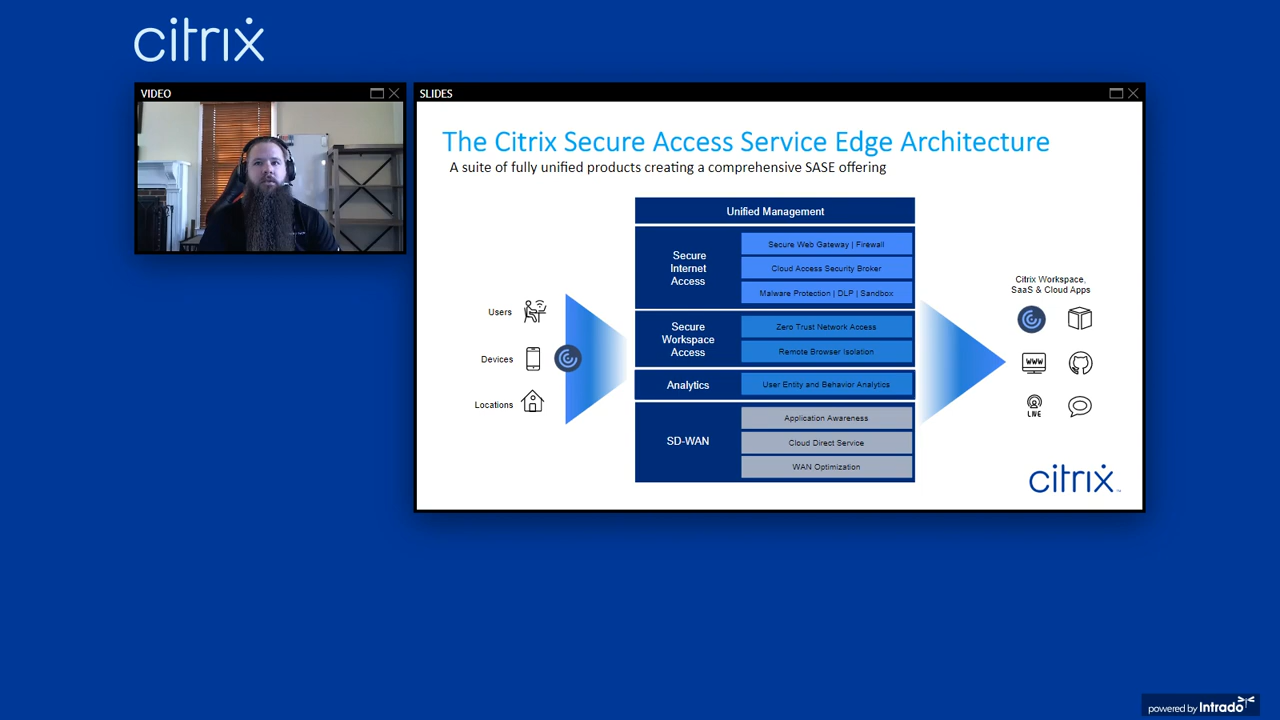 citrix
VIDEO
SLIDES
The Citrix Secure Access Service Edge Architecture
A suite of fully unified products creating a comprehensive SASE offering
Unified Management
Secure
Internet
Access
Secure Web Gateway | Firewall
Cloud Access Security Broker
Malware Protection | DLP | Sandbox
Secure
Workspace
Access
Zero Trust Network Access
Remote Browser Isolation
Analytics
User Entity and Behavior Analytics
SD-WAN
Application Awareness
Cloud Direct Service
WAN Optimization
Users
Devices
Locations
Citrix Workspace,
SaaS & Cloud Apps
WWW
LIVE
citrix
powered by Intrado